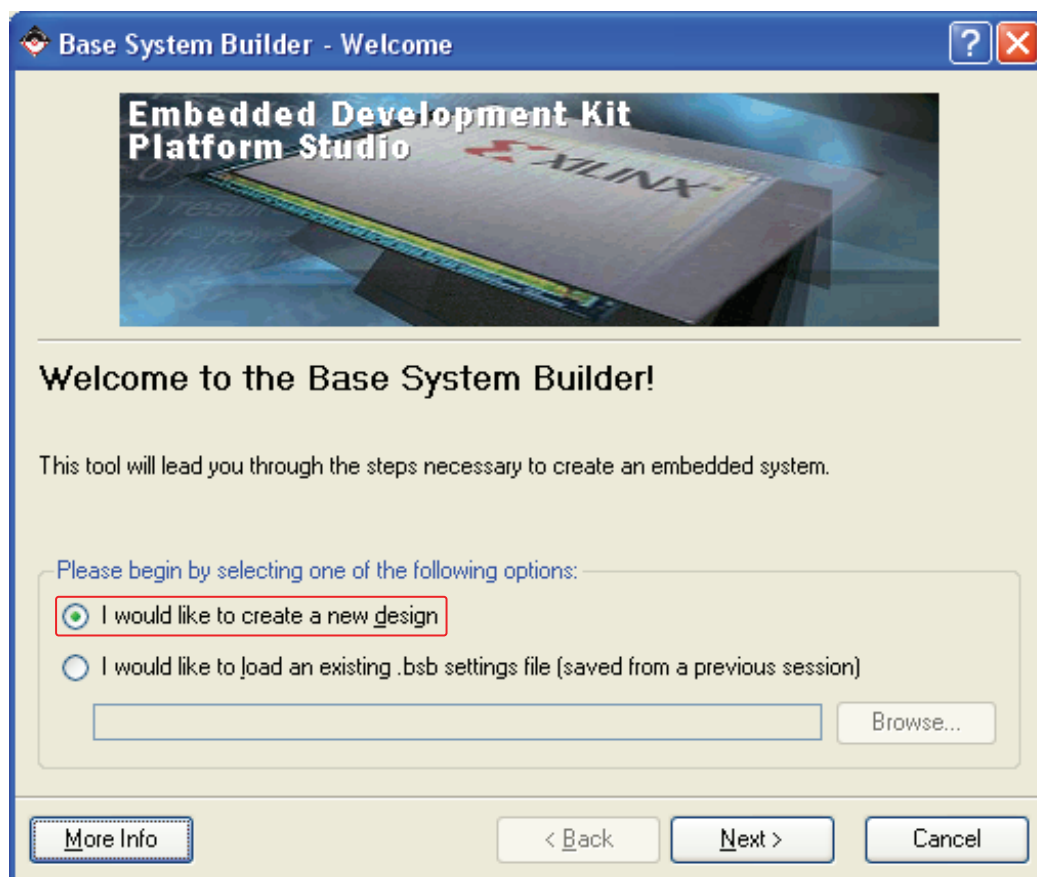 Base System Builder - Welcome
Embedded Development Kit
Platform Studio
XILINX
Welcome to the Base System Builder!
This tool will lead you through the steps necessary to create an embedded system.
Please begin by selecting one of the following options:
I would like to create a new design
I would like to load an existing .bsb settings file (saved from a previous session)
Browse...
More Info
< Back
Next >
Cancel